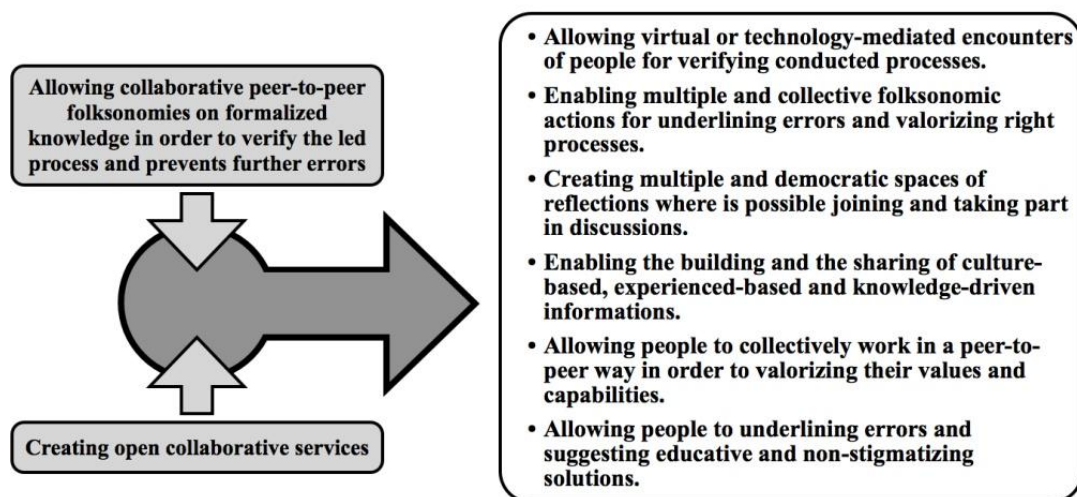 Allowing collaborative peer-to-peer
folksonomies on formalized
knowledge in order to verify the led
process and prevents further errors
Creating open collaborative services
• Allowing virtual or technology-mediated encounters
of people for verifying conducted processes.
• Enabling multiple and collective folksonomic
actions for underlining errors and valorizing right
processes.
• Creating multiple and democratic spaces of
reflections where is possible joining and taking part
in discussions.
• Enabling the building and the sharing of culture-
based, experienced-based and knowledge-driven
informations.
• Allowing people to collectively work in a peer-to-
peer way in order to valorizing their values and
capabilities.
• Allowing people to underlining errors and
suggesting educative and non-stigmatizing
solutions.